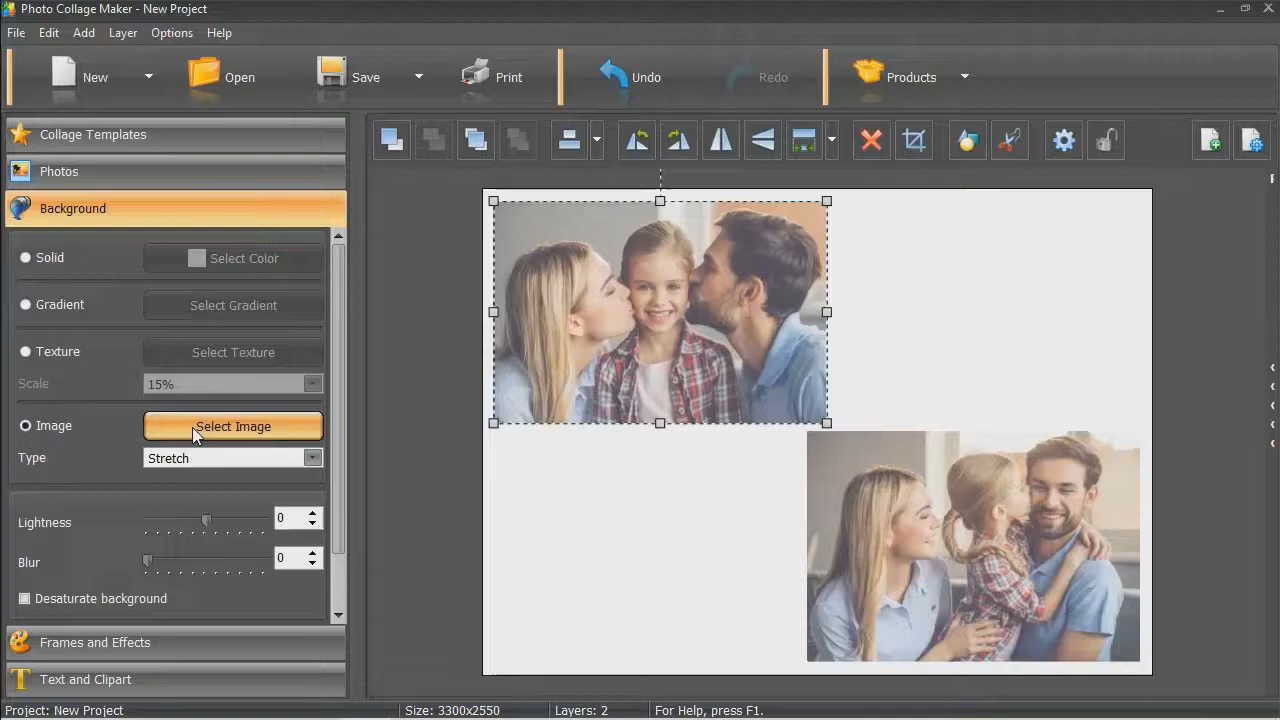 Photo Collage Maker - New Project
File Edit Add Layer Options Help
New Open Save Print Undo Redo Products
Collage Templates
Photos
Background
Solid Select Color
Gradient Select Gradient
Texture Select Texture
Scale 15%
Image Select Image
Type Stretch
Lightness 0
Blur 0
Desaturate background
Frames and Effects
Text and Clipart
Project: New Project Size: 3300x2550 Layers: 2 For Help, press F1.